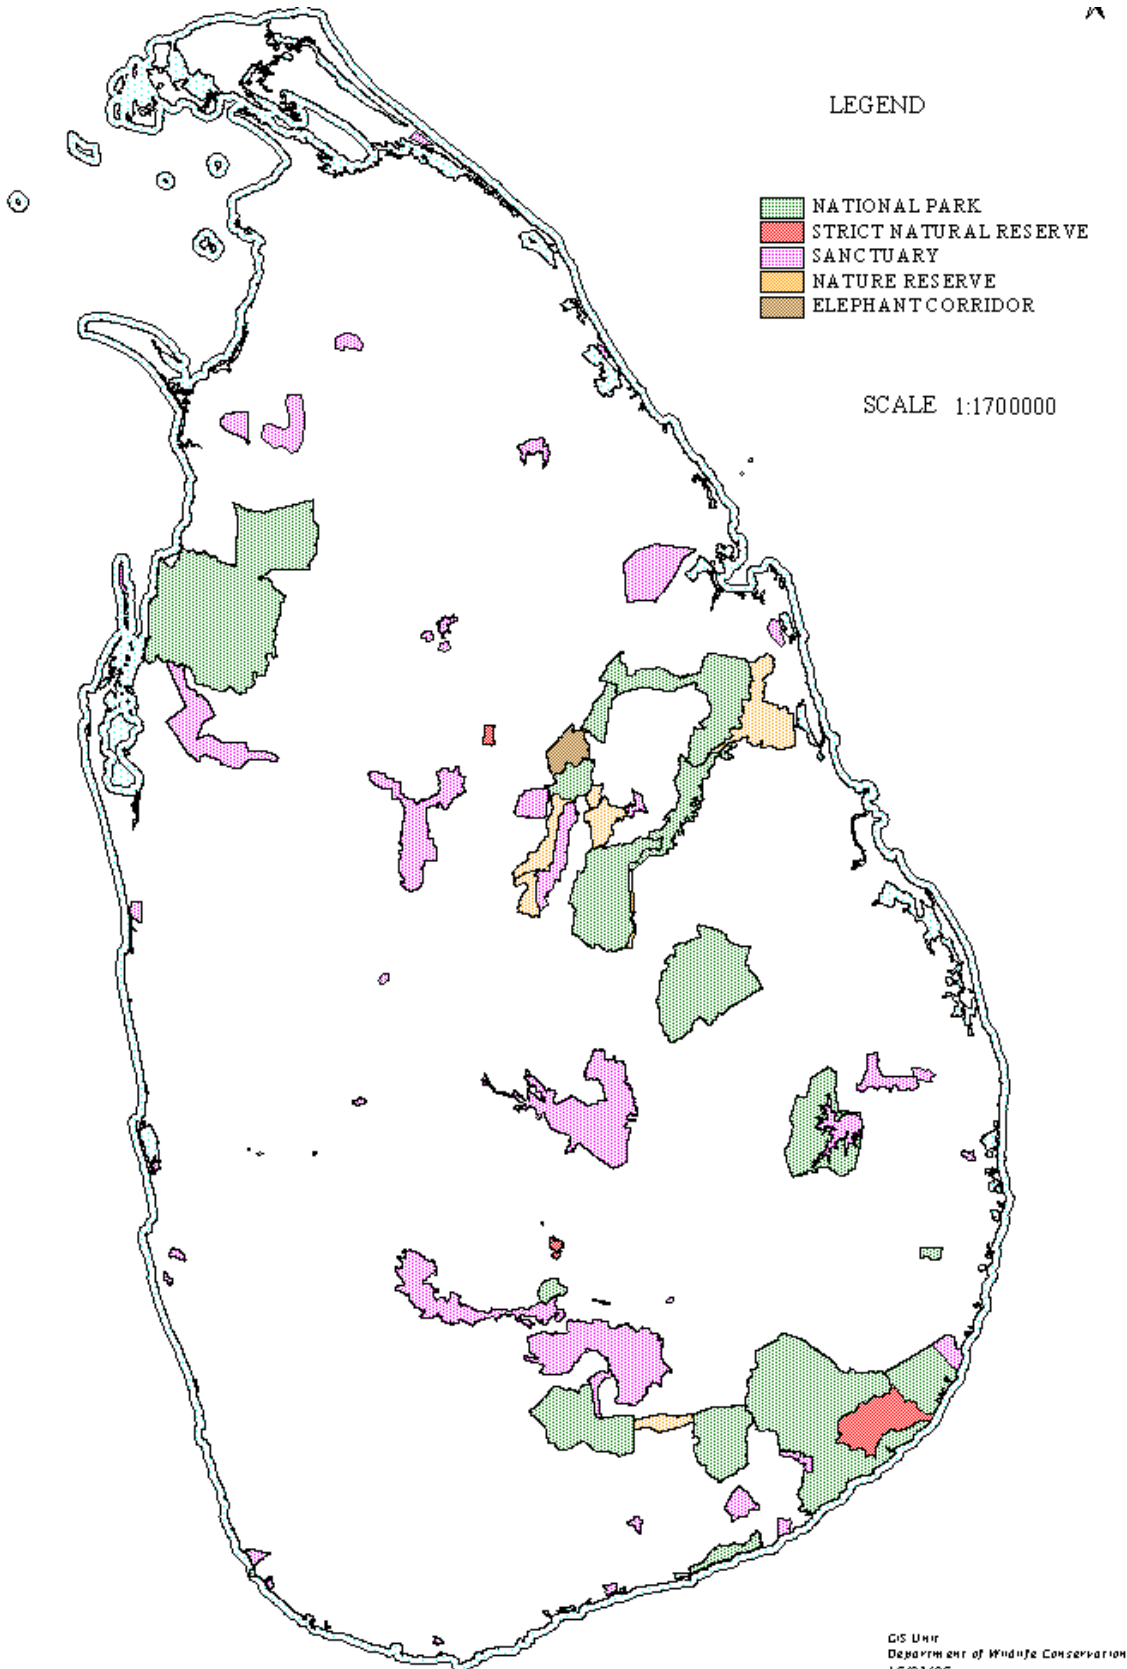 LEGEND
NATIONAL PARK
STRICT NATURAL RESERVE
SANCTUARY
NATURE RESERVE
ELEPHANT CORRIDOR
SCALE 1:1700000
GIS Unit
Department of Wildlife Conservation